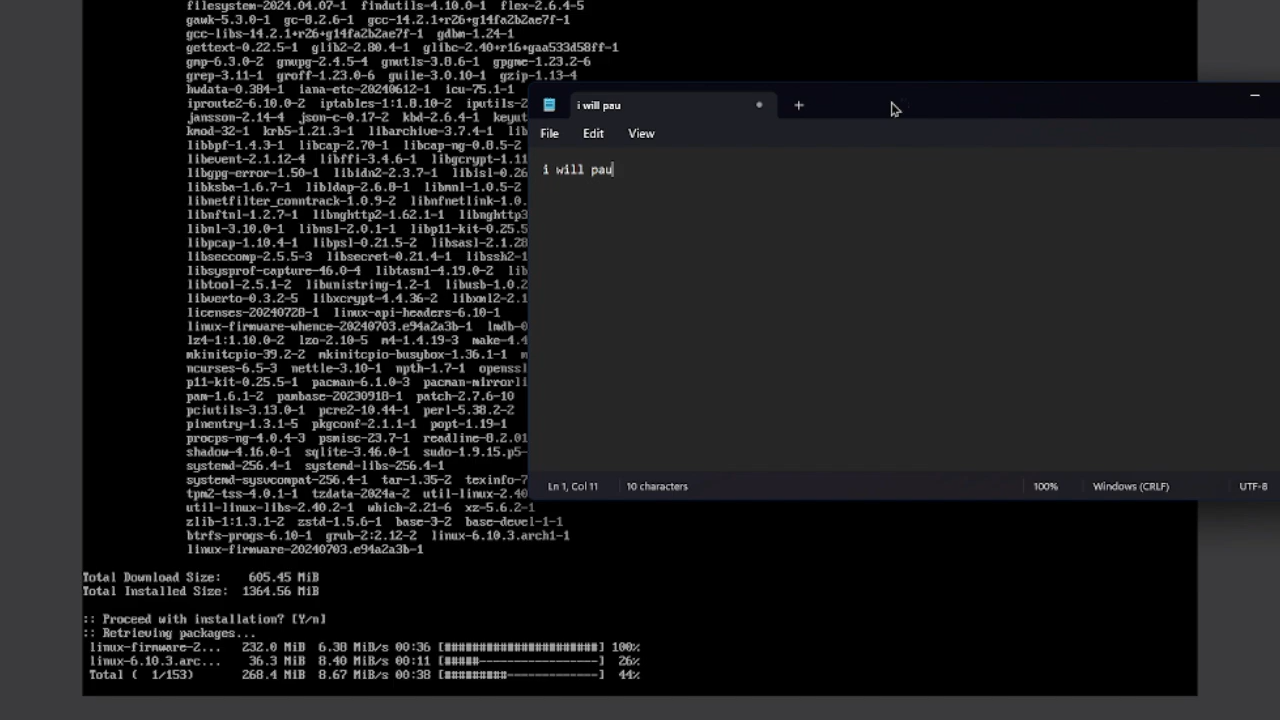 filesystem-2024.04.07-1  findutils-4.10.0-1  flex-2.6.4-5
gawk-5.3.0-1  gc-8.2.6-1  gcc-14.2.1+r26+g14fa2b2ae7f-1
gcc-libs-14.2.1+r26+g14fa2b2ae7f-1  gdbm-1.24-1
gettext-0.22.5-1  glib2-2.80.4-1  glibc-2.40+r16+gaa533d58ff-1
gmp-6.3.0-2  gnupg-2.4.5-4  gnutls-3.8.6-1  gpgme-1.23.2-6
grep-3.11-1  groff-1.23.0-6  guile-3.0.10-1  gzip-1.13-4
hwdata-0.384-1  iana-etc-20240612-1  icu-75.1-1
iproute2-6.10.0-2  iptables-1:1.8.10-2  iputils-2
jansson-2.14-4  json-c-0.17-2  kbd-2.6.4-1  keyut
kmod-32-1  krb5-1.21.3-1  libarchive-3.7.4-1  lib
libbpf-1.4.3-1  libcap-2.70-1  libcap-ng-0.8.5-2
libevent-2.1.12-4  libffi-3.4.6-1  libgcrypt-1.11
libgpg-error-1.50-1  libidn2-2.3.7-1  libisl-0.26
libksba-1.6.7-1  libldap-2.6.8-1  libmnl-1.0.5-2
libnetfilter_conntrack-1.0.9-2  libnfnetlink-1.0.
libnftnl-1.2.7-1  libnghttp2-1.62.1-1  libnghttp3
libnl-3.10.0-1  libnsl-2.0.1-1  libp11-kit-0.25.5
libpcap-1.10.4-1  libpsl-0.21.5-2  libsasl-2.1.28
libseccomp-2.5.5-3  libsecret-0.21.4-1  libssh2-1
libsysprof-capture-46.0-4  libtasn1-4.19.0-2  lib
libtool-2.5.1-2  libunistring-1.2-1  libusb-1.0.2
libverto-0.3.2-5  libxcrypt-4.4.36-2  libxml2-2.1
licenses-20240728-1  linux-api-headers-6.10-1
linux-firmware-whence-20240703.e94a2a3b-1  lmdb-0
lz4-1:1.10.0-2  lzo-2.10-5  m4-1.4.19-3  make-4.4
mkinitcpio-39.2-2  mkinitcpio-busybox-1.36.1-1  m
ncurses-6.5-3  nettle-3.10-1  npth-1.7-1  openss
p11-kit-0.25.5-1  pacman-6.1.0-3  pacman-mirrorli
pam-1.6.1-2  pambase-20230918-1  patch-2.7.6-10
pciutils-3.13.0-1  pcre2-10.44-1  perl-5.38.2-2
pinentry-1.3.1-5  pkgconf-2.1.1-1  popt-1.19-1
procps-ng-4.0.4-3  psmisc-23.7-1  readline-8.2.01
shadow-4.16.0-1  sqlite-3.46.0-1  sudo-1.9.15.p5-
systemd-256.4-1  systemd-libs-256.4-1
systemd-sysvcompat-256.4-1  tar-1.35-2  texinfo-7
tpm2-tss-4.0.1-1  tzdata-2024a-2  util-linux-2.40
util-linux-libs-2.40.2-1  which-2.21-6  xz-5.6.2-1
zlib-1:1.3.1-2  zstd-1.5.6-1  base-3-2  base-devel-1-1
btrfs-progs-6.10-1  grub-2:2.12-2  linux-6.10.3.arch1-1
linux-firmware-20240703.e94a2a3b-1
i will pau
File  Edit  View
i will pau
Ln 1, Col 11  10 characters  100%  Windows (CRLF)  UTF-8
Total Download Size:  605.45 MiB
Total Installed Size:  1364.56 MiB
:: Proceed with installation? [Y/n]
:: Retrieving packages...
linux-firmware-2...  232.0 MiB  6.38 MiB/s 00:36 [######################] 100%
linux-6.10.3.arc...  36.3 MiB  8.40 MiB/s 00:11 [#####-----------------] 26%
Total (  1/153)  268.4 MiB  8.67 MiB/s 00:38 [#########-------------] 44%